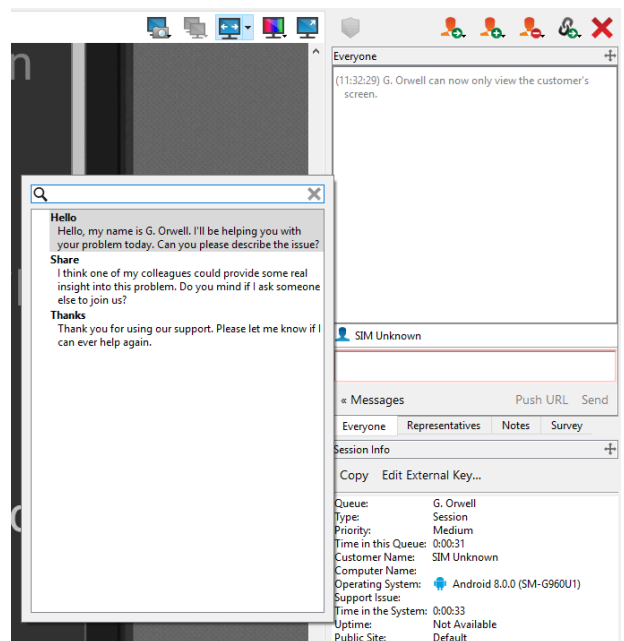 n
Everyone
(11:32:29) G. Orwell can now only view the customer's
screen.
Hello
Hello, my name is G. Orwell. I'll be helping you with
your problem today. Can you please describe the issue?
Share
I think one of my colleagues could provide some real
insight into this problem. Do you mind if I ask someone
else to join us?
Thanks
Thank you for using our support. Please let me know if I
can ever help again.
SIM Unknown
« Messages
Push URL Send
Everyone Representatives Notes Survey
Session Info
Copy Edit External Key...
Queue: G. Orwell
Type: Session
Priority: Medium
Time in this Queue: 0:00:31
Customer Name: SIM Unknown
Computer Name:
Operating System: Android 8.0.0 (SM-G960U1)
Support Issue:
Time in the System: 0:00:33
Uptime: Not Available
Public Site: Default